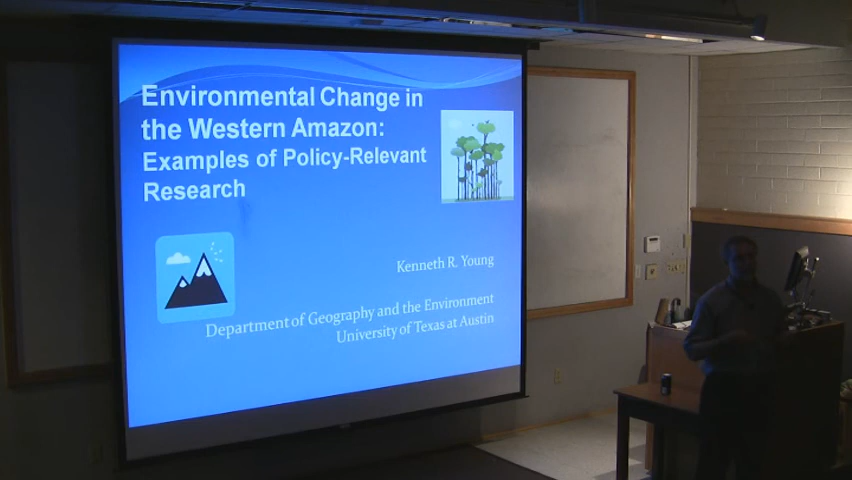 Environmental Change in
the Western Amazon:
Examples of Policy-Relevant
Research
Kenneth R. Young
Department of Geography and the Environment
University of Texas at Austin